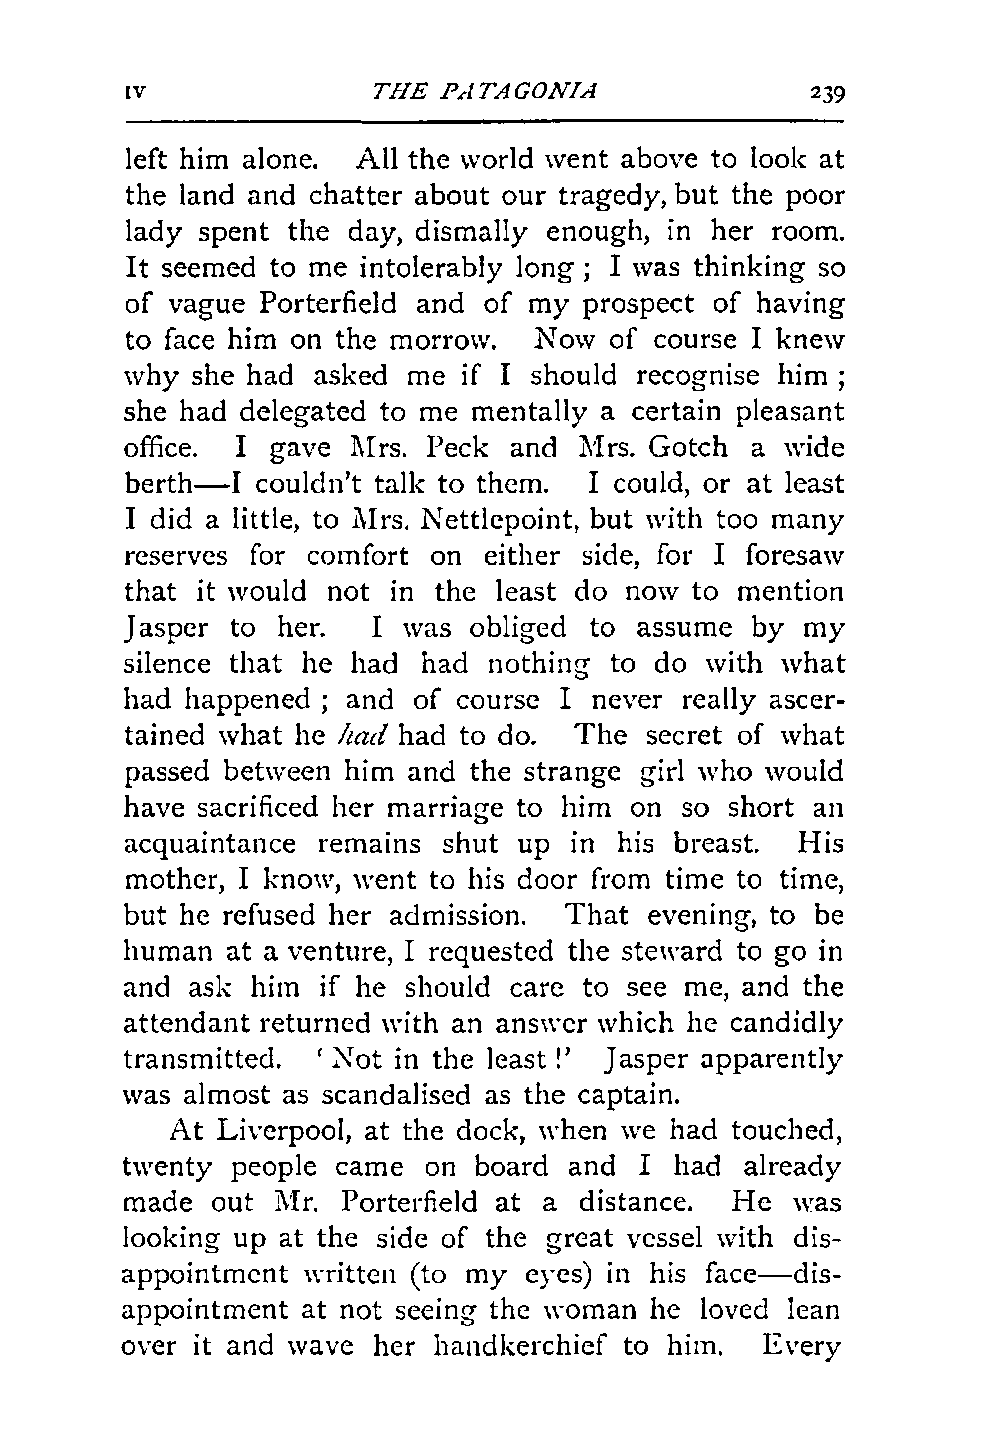 IV THE PATAGONIA 239
left him alone. All the world went above to look at
the land and chatter about our tragedy, but the poor
lady spent the day, dismally enough, in her room.
It seemed to me intolerably long ; I was thinking so
of vague Porterfield and of my prospect of having
to face him on the morrow. Now of course I knew
why she had asked me if I should recognise him ;
she had delegated to me mentally a certain pleasant
office. I gave Mrs. Peck and Mrs. Gotch a wide
berth—I couldn't talk to them. I could, or at least
I did a little, to Mrs. Nettlepoint, but with too many
reserves for comfort on either side, for I foresaw
that it would not in the least do now to mention
Jasper to her. I was obliged to assume by my
silence that he had had nothing to do with what
had happened ; and of course I never really ascer-
tained what he had had to do. The secret of what
passed between him and the strange girl who would
have sacrificed her marriage to him on so short an
acquaintance remains shut up in his breast. His
mother, I know, went to his door from time to time,
but he refused her admission. That evening, to be
human at a venture, I requested the steward to go in
and ask him if he should care to see me, and the
attendant returned with an answer which he candidly
transmitted. ‘ Not in the least !’ Jasper apparently
was almost as scandalised as the captain.
At Liverpool, at the dock, when we had touched,
twenty people came on board and I had already
made out Mr. Porterfield at a distance. He was
looking up at the side of the great vessel with dis-
appointment written (to my eyes) in his face—dis-
appointment at not seeing the woman he loved lean
over it and wave her handkerchief to him. Every